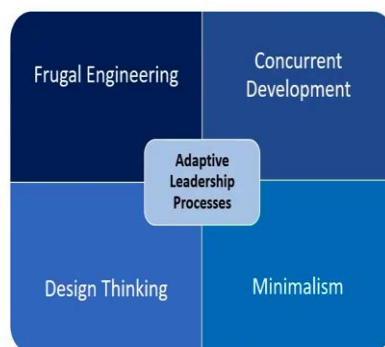 Frugal Engineering
Concurrent
Development
Adaptive
Leadership
Processes
Design Thinking
Minimalism